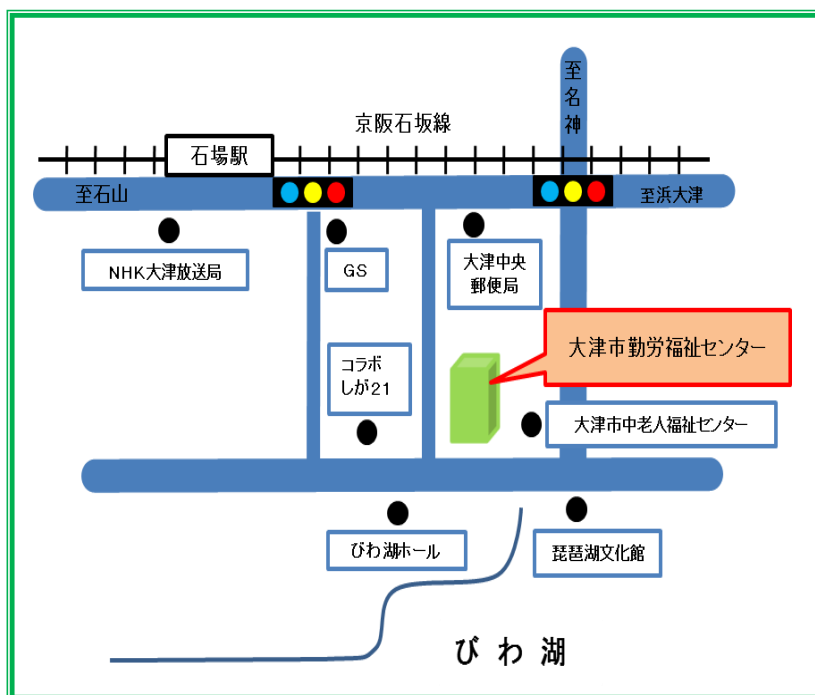 至名神
京阪石坂線
石場駅
至石山
至浜大津
NHK大津放送局
GS
大津中央
郵便局
大津市勤労福祉センター
コラボ
しが21
大津市中老人福祉センター
びわ湖ホール
琵琶湖文化館
びわ湖